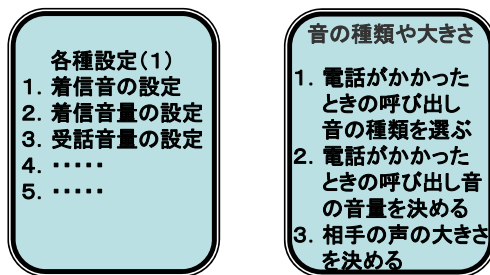 各種設定(1)
1. 着信音の設定
2. 着信音量の設定
3. 受話音量の設定
4. ・・・・・
5. ・・・・・
音の種類や大きさ
1. 電話がかかった
ときの呼び出し
音の種類を選ぶ
2. 電話がかかった
ときの呼び出し音
の音量を決める
3. 相手の声の大きさ
を決める